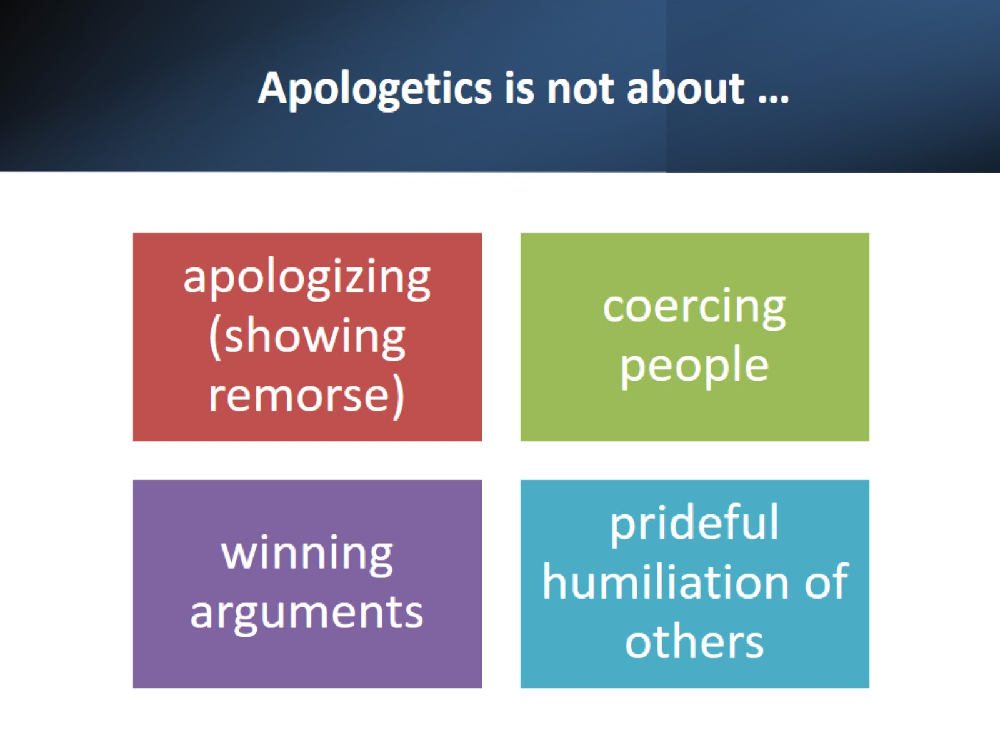 Apologetics is not about ...
apologizing
(showing
remorse)
coercing
people
winning
arguments
prideful
humiliation of
others